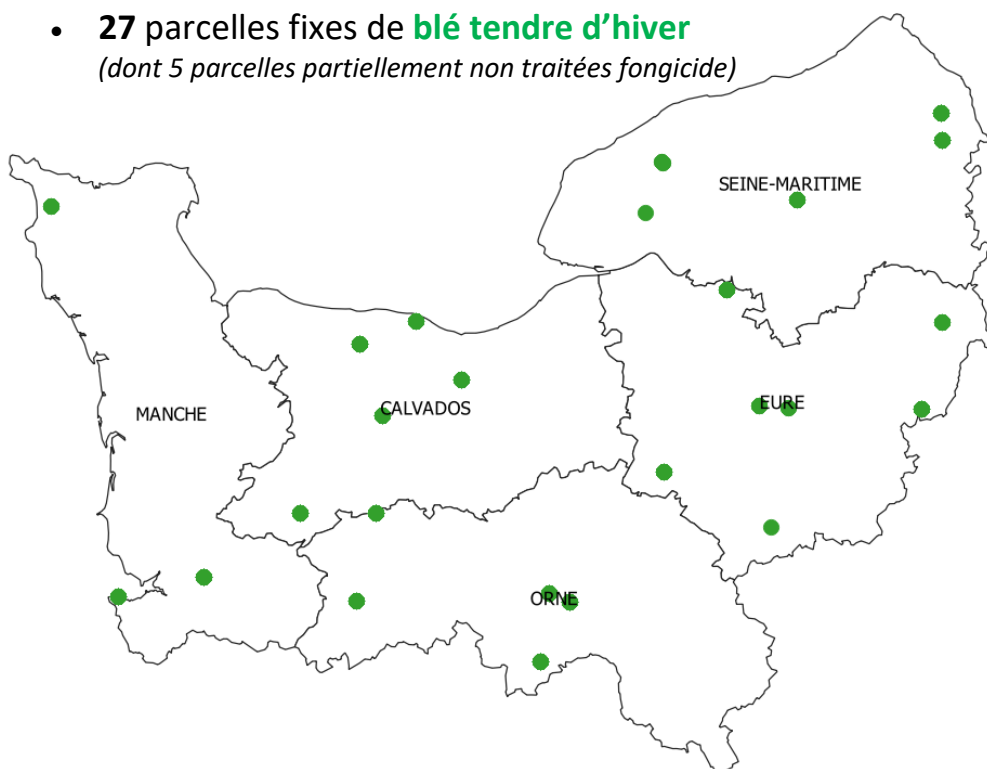 • 27 parcelles fixes de blé tendre d’hiver
(dont 5 parcelles partiellement non traitées fongicide)
SEINE-MARITIME
MANCHE
CALVADOS
EURE
ORNE